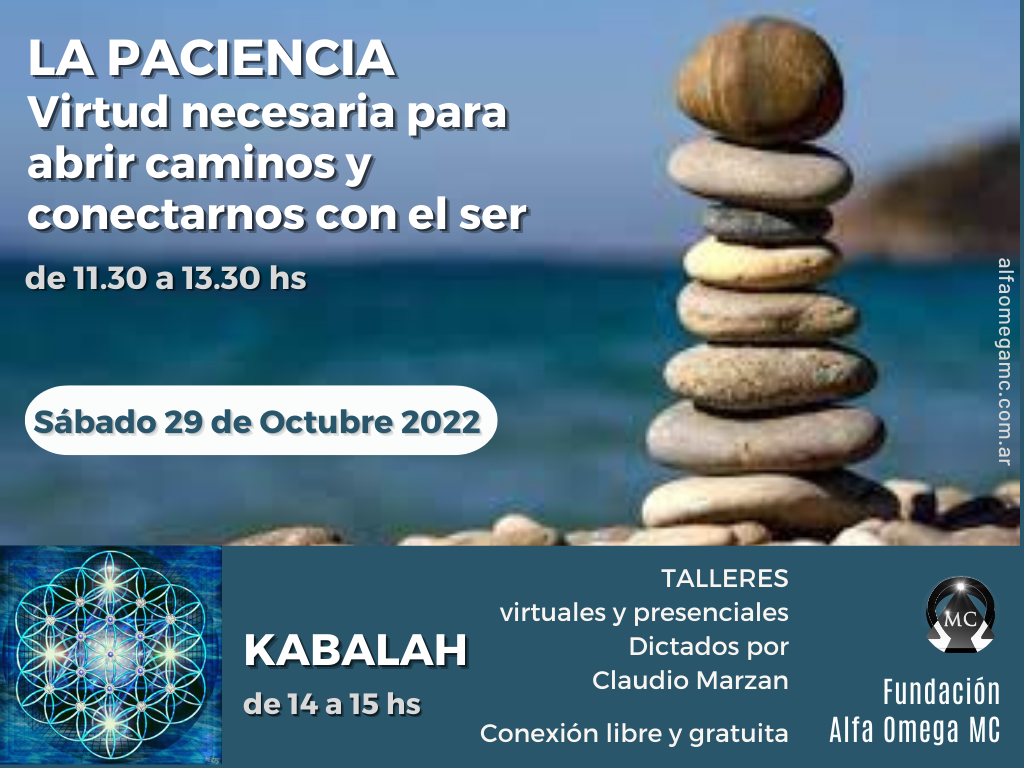 LA PACIENCIA
Virtud necesaria para
abrir caminos y
conectarnos con el ser
de 11.30 a 13.30 hs
Sábado 29 de Octubre 2022
alfaomegamc.com.ar
KABALAH
de 14 a 15 hs
TALLERES
virtuales y presenciales
Dictados por
Claudio Marzan
Conexión libre y gratuita
MC
Fundación
Alfa Omega MC